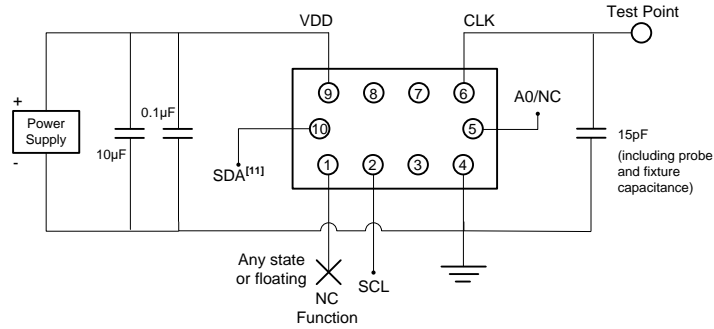 VDD
CLK
Test Point
+
Power
Supply
-
10µF
0.1µF
9
8
7
6
A0/NC
10
5
SDA[11]
1
2
3
4
15pF
(including probe
and fixture
capacitance)
Any state
or floating
NC
Function
SCL